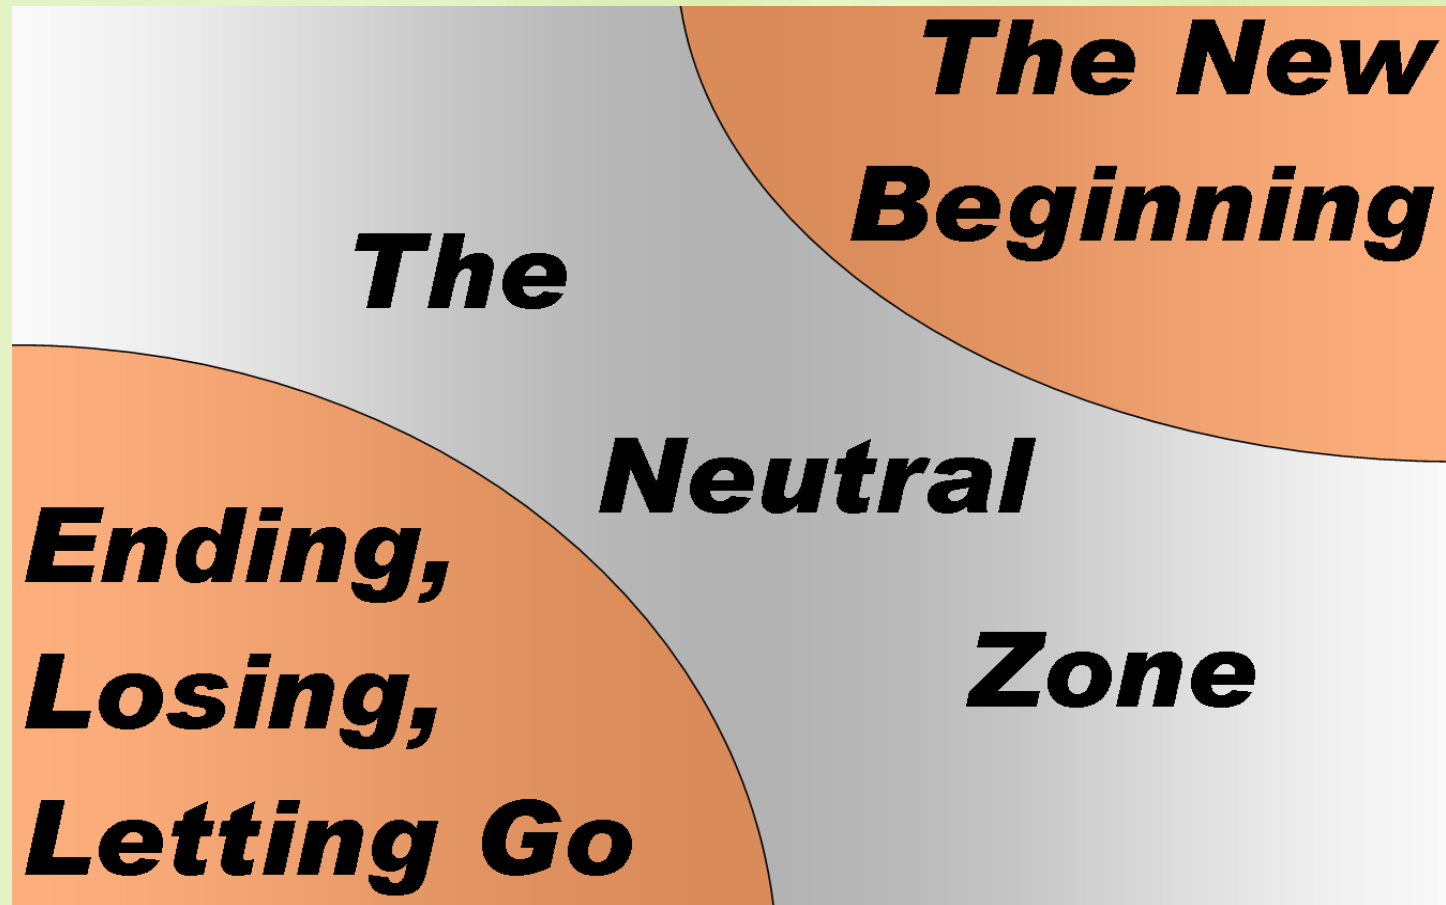 The New
Beginning
The
Neutral
Zone
Ending,
Losing,
Letting Go